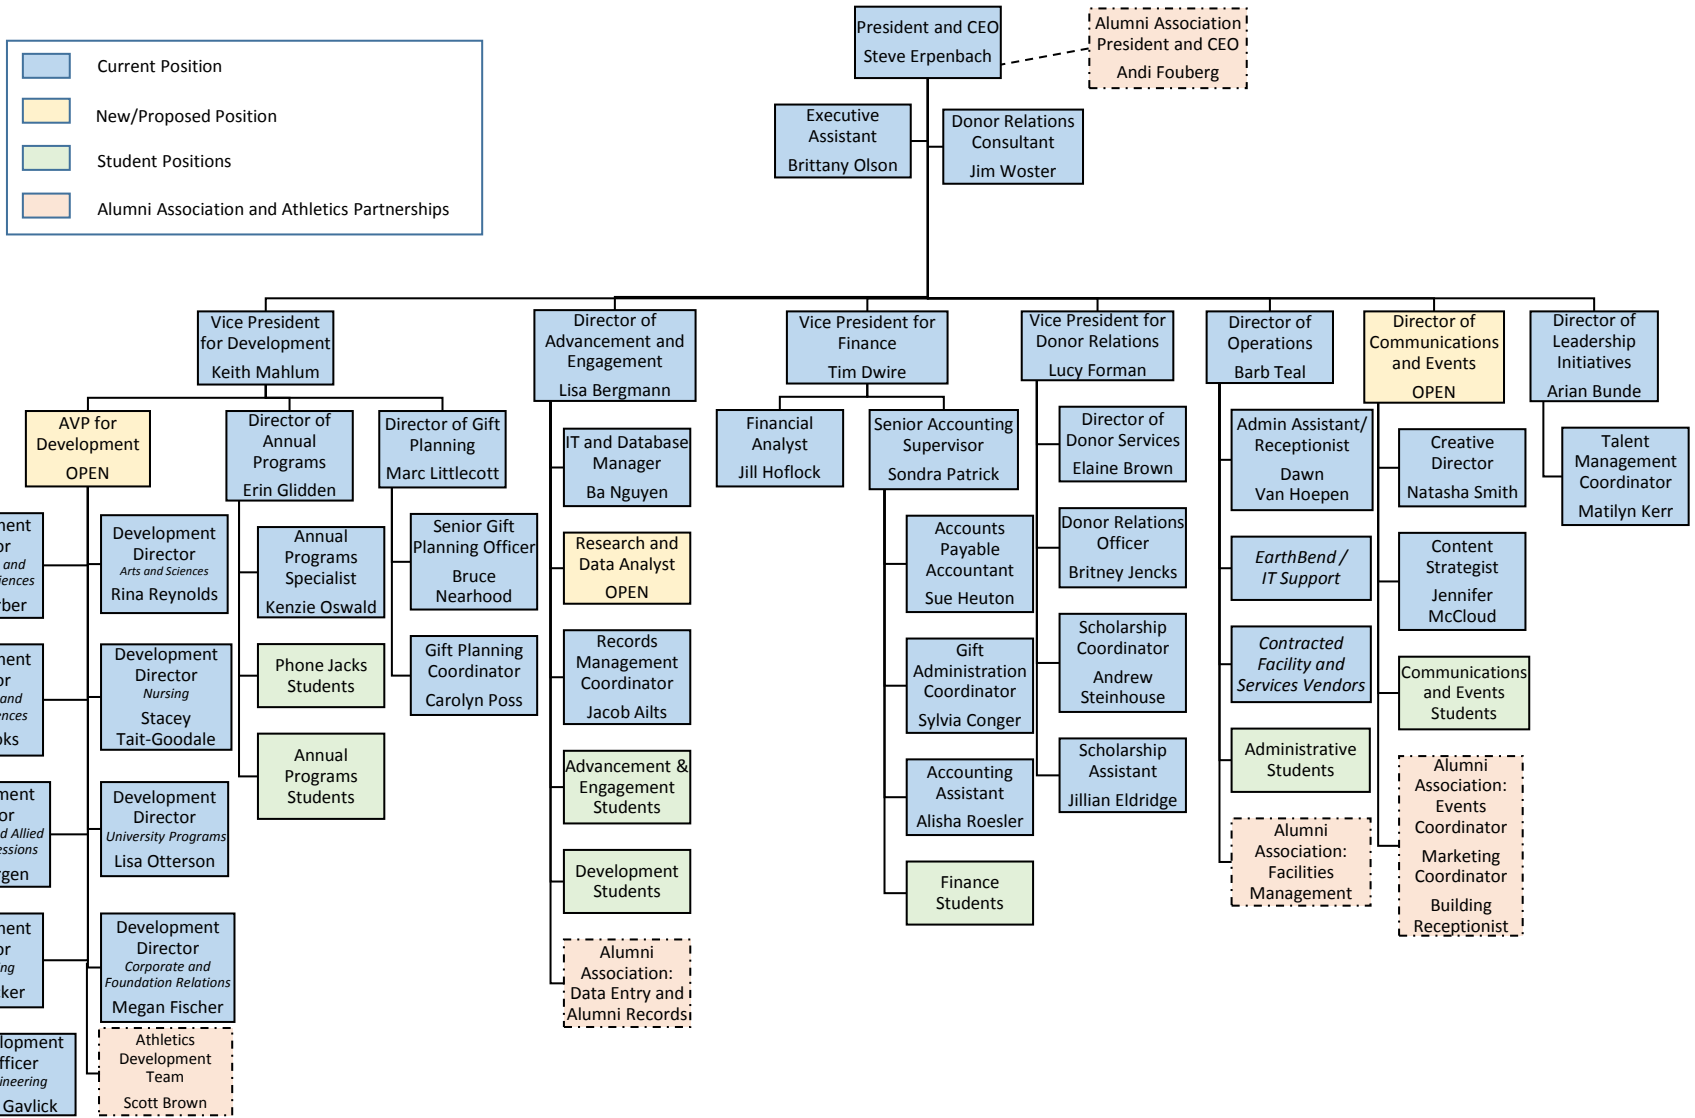 President and CEO
Steve Erpenbach
Alumni Association
President and CEO
Andi Fouberg
Current Position
New/Proposed Position
Student Positions
Alumni Association and Athletics Partnerships
Executive
Assistant
Brittany Olson
Donor Relations
Consultant
Jim Woster
Vice President
for Development
Keith Mahlum
Director of
Advancement and
Engagement
Lisa Bergmann
Vice President for
Finance
Tim Dwire
Vice President for
Donor Relations
Lucy Forman
Director of
Operations
Barb Teal
Director of
Communications
and Events
OPEN
Director of
Leadership
Initiatives
Arian Bunde
AVP for
Development
OPEN
Director of
Annual
Programs
Erin Glidden
Director of Gift
Planning
Marc Littlecott
Development
Director
Arts and Sciences
Rina Reynolds
Development
Director
Nursing
Stacey
Tait-Goodale
Development
Director
University Programs
Lisa Otterson
Development
Director
Corporate and
Foundation Relations
Megan Fischer
Athletics
Development
Team
Scott Brown
and
and
Gavlick
Annual
Programs
Specialist
Kenzie Oswald
Phone Jacks
Students
Annual
Programs
Students
Senior Gift
Planning Officer
Bruce
Nearhood
Gift Planning
Coordinator
Carolyn Poss
IT and Database
Manager
Ba Nguyen
Research and
Data Analyst
OPEN
Records
Management
Coordinator
Jacob Ailts
Advancement &
Engagement
Students
Development
Students
Alumni
Association:
Data Entry and
Alumni Records
Financial
Analyst
Jill Hoflock
Senior Accounting
Supervisor
Sondra Patrick
Accounts
Payable
Accountant
Sue Heuton
Gift
Administration
Coordinator
Sylvia Conger
Accounting
Assistant
Alisha Roesler
Finance
Students
Director of
Donor Services
Elaine Brown
Donor Relations
Officer
Britney Jencks
Scholarship
Coordinator
Andrew
Steinhouse
Scholarship
Assistant
Jillian Eldridge
Admin Assistant/
Receptionist
Dawn
Van Hoepen
EarthBend /
IT Support
Contracted
Facility and
Services Vendors
Administrative
Students
Alumni
Association:
Facilities
Management
Creative
Director
Natasha Smith
Content
Strategist
Jennifer
McCloud
Communications
and Events
Students
Alumni
Association:
Events
Coordinator
Marketing
Coordinator
Building
Receptionist
Talent
Management
Coordinator
Matilyn Kerr